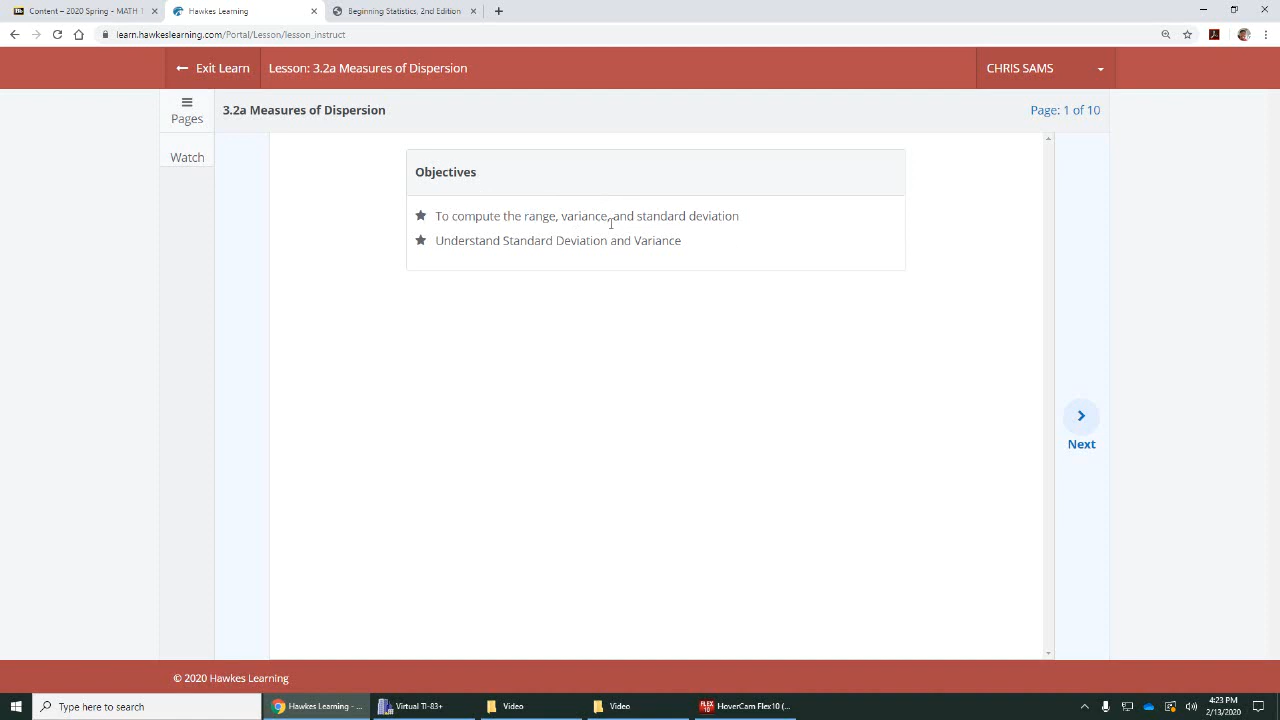 Content – 2020 Spring - MATH 1
Hawkes Learning
Beginning Statistics, 2nd Edition
learn.hawkeslearning.com/Portal/Lesson/lesson_instruct
Exit Learn
Lesson: 3.2a Measures of Dispersion
CHRIS SAMS
Pages
3.2a Measures of Dispersion
Page: 1 of 10
Watch
Objectives
To compute the range, variance, and standard deviation
Understand Standard Deviation and Variance
Next
© 2020 Hawkes Learning
Type here to search
Hawkes Learning - ...
Virtual TI-83+
Video
Video
HoverCam Flex10 (...
4:23 PM
2/13/2020